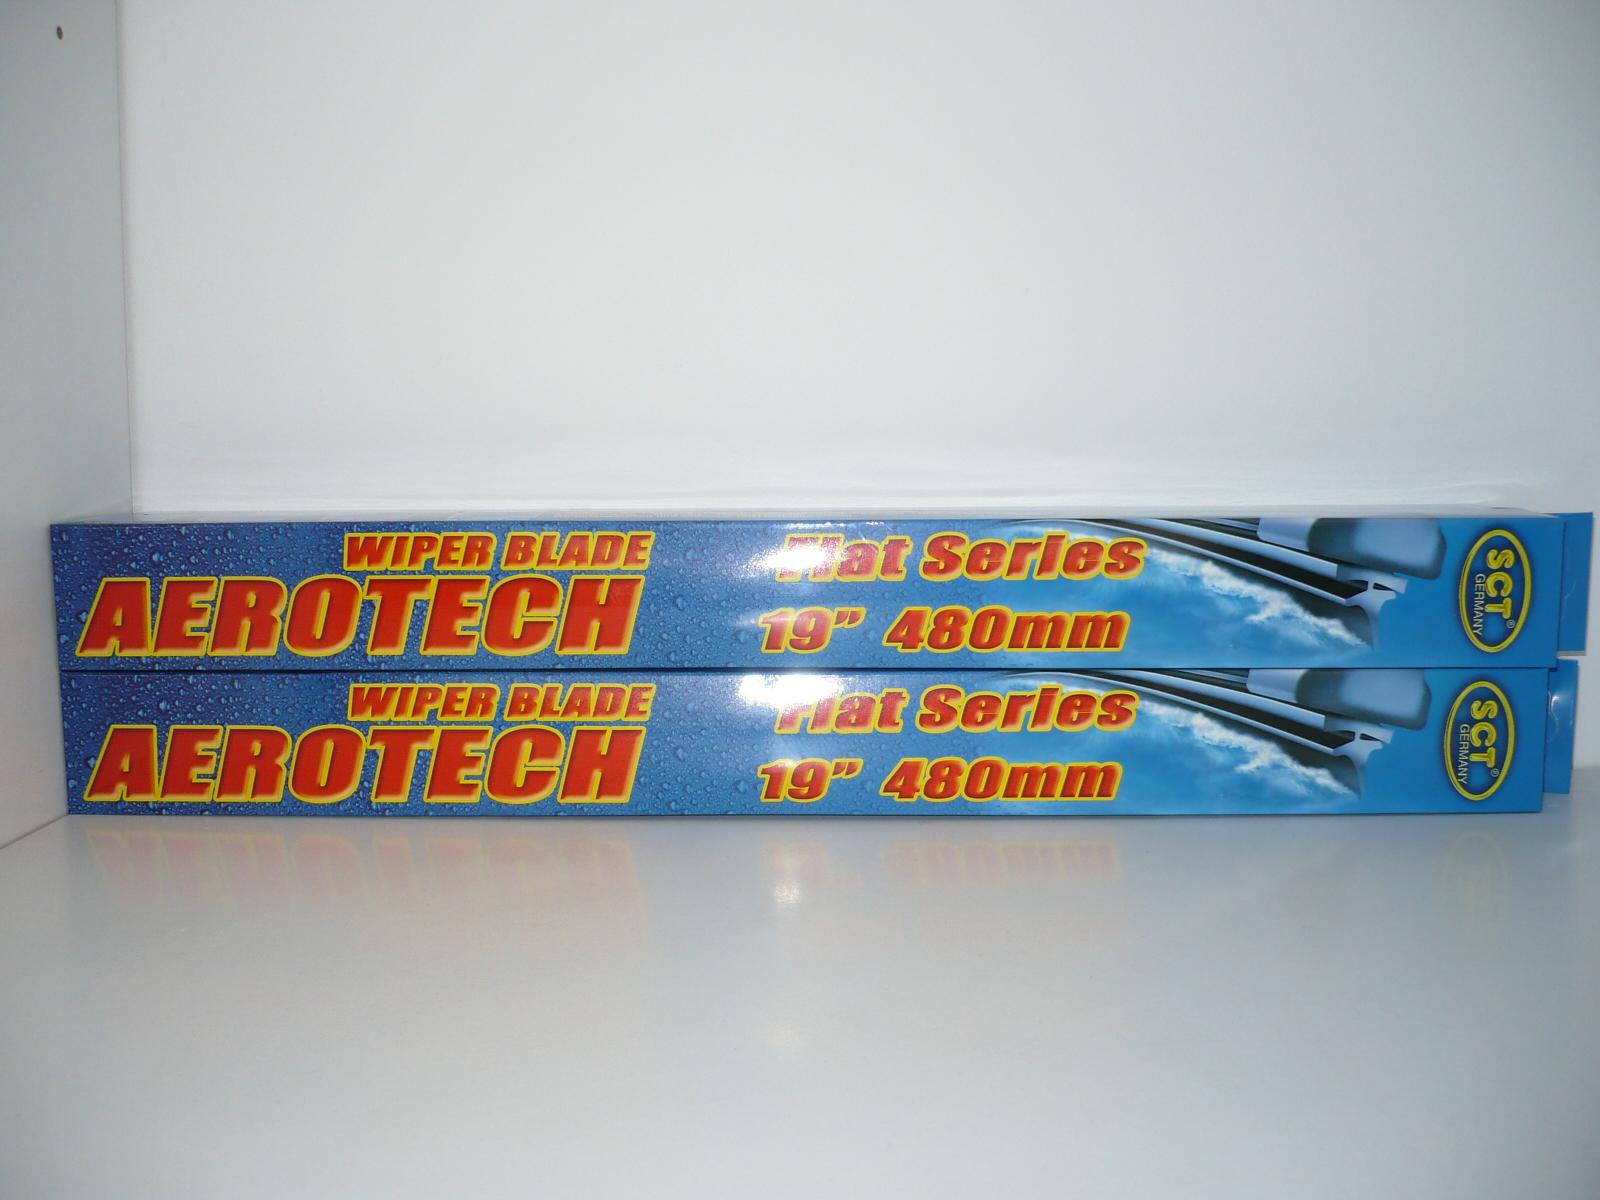 WIPER BLADE
AEROTECH
Flat Series
19" 480mm
SCT®
GERMANY
WIPER BLADE
AEROTECH
Flat Series
19" 480mm
SCT®
GERMANY